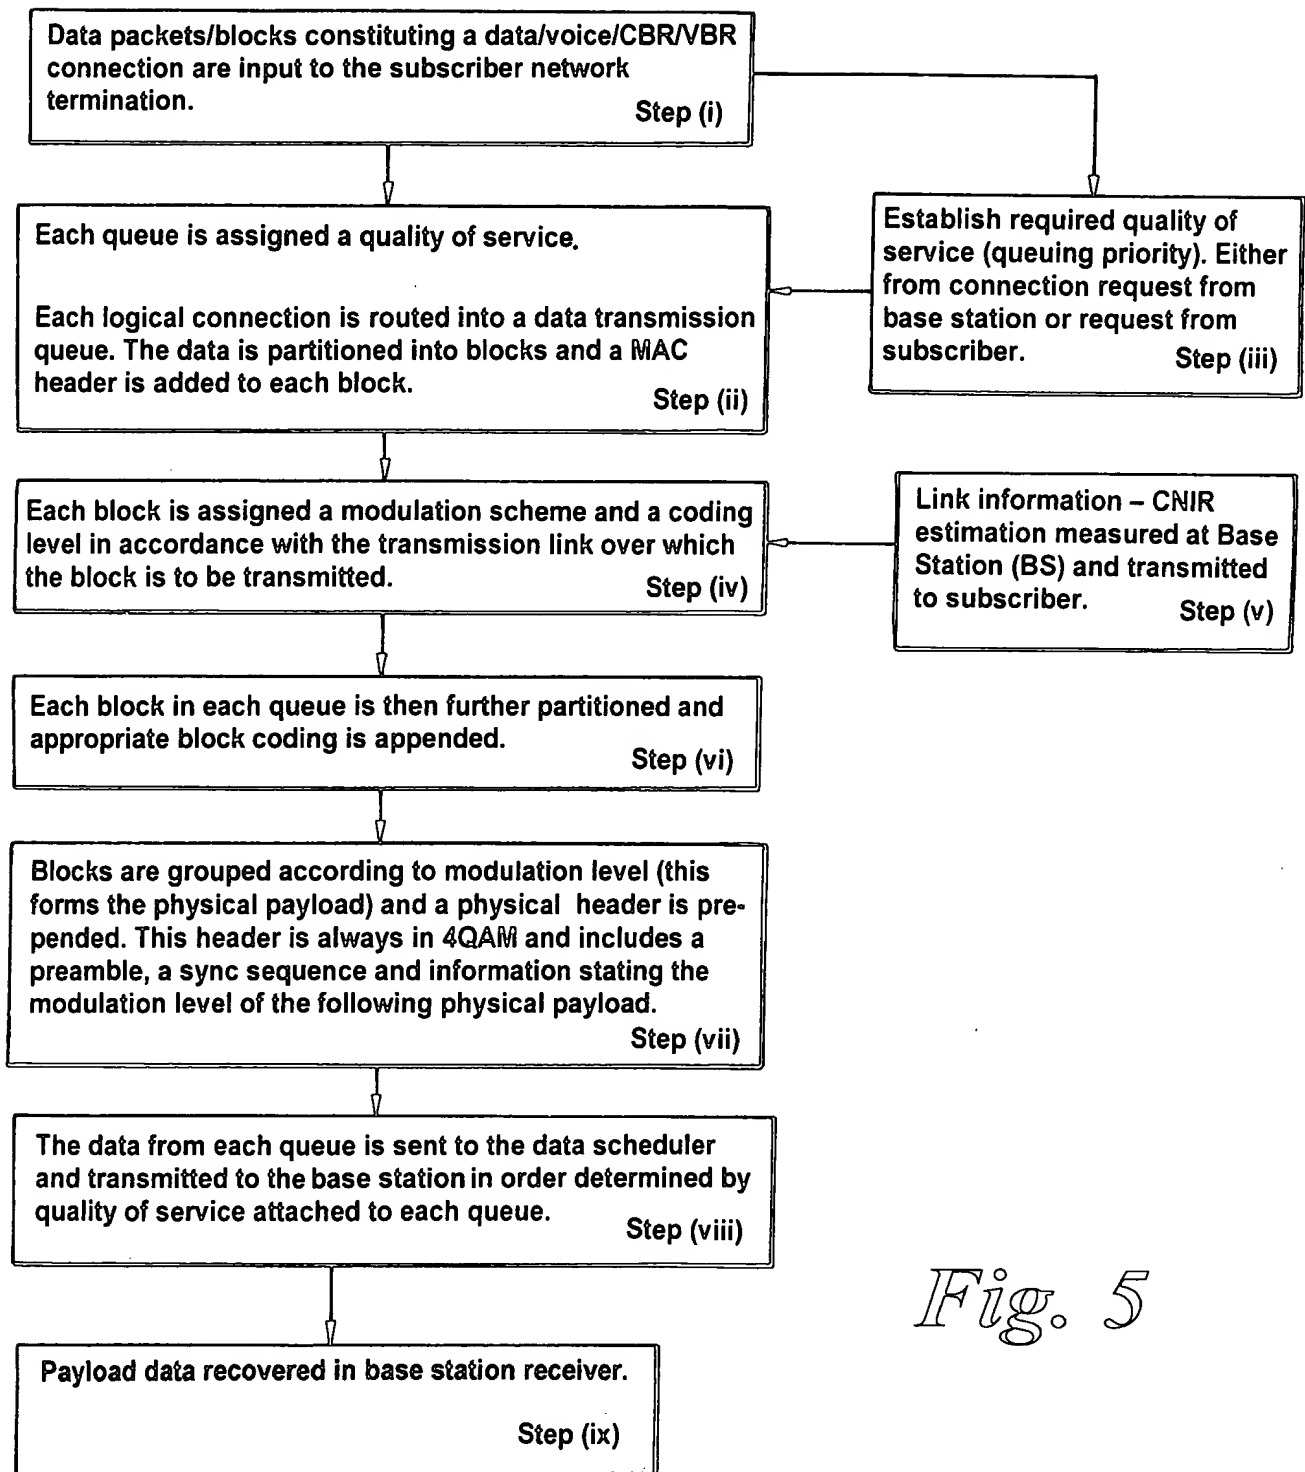 Data packets/blocks constituting a data/voice/CBR/VBR
connection are input to the subscriber network
termination.
Step (i)
Each queue is assigned a quality of service.
Each logical connection is routed into a data transmission
queue. The data is partitioned into blocks and a MAC
header is added to each block.
Step (ii)
Establish required quality of
service (queuing priority). Either
from connection request from
base station or request from
subscriber.
Step (iii)
Each block is assigned a modulation scheme and a coding
level in accordance with the transmission link over which
the block is to be transmitted.
Step (iv)
Link information – CNIR
estimation measured at Base
Station (BS) and transmitted
to subscriber.
Step (v)
Each block in each queue is then further partitioned and
appropriate block coding is appended.
Step (vi)
Blocks are grouped according to modulation level (this
forms the physical payload) and a physical header is pre-
pended. This header is always in 4QAM and includes a
preamble, a sync sequence and information stating the
modulation level of the following physical payload.
Step (vii)
The data from each queue is sent to the data scheduler
and transmitted to the base station in order determined by
quality of service attached to each queue.
Step (viii)
Payload data recovered in base station receiver.
Step (ix)
Fig. 5